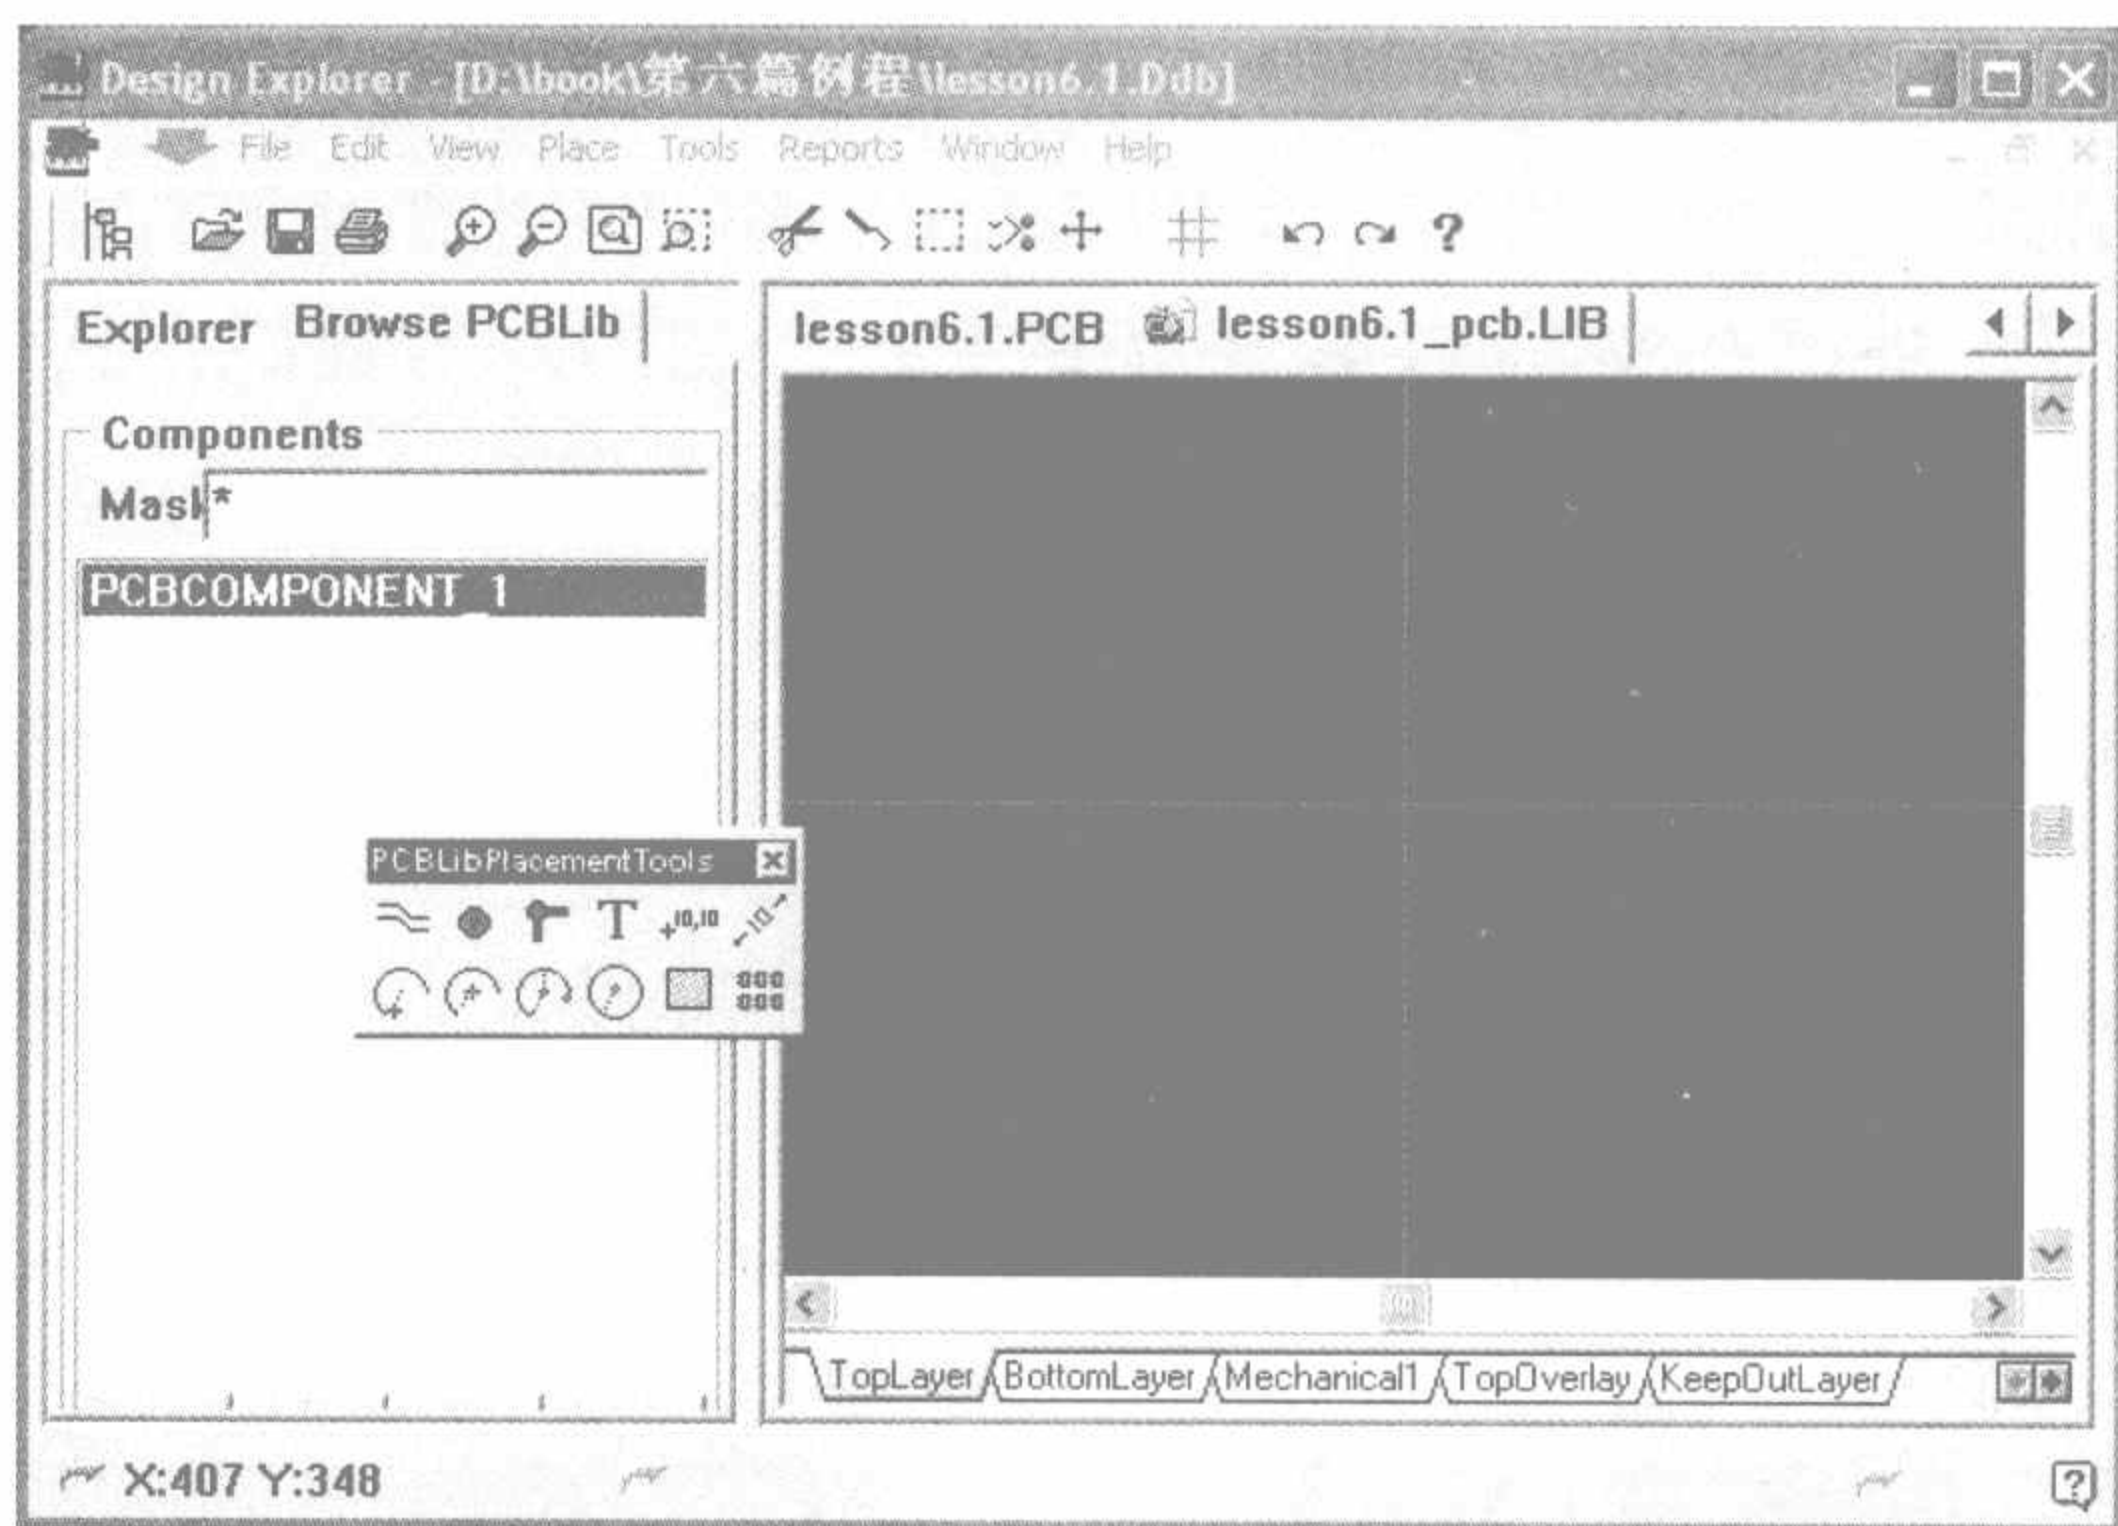 Design Explorer - [D:\book\第六篇例程\lesson6.1.Ddb]
File Edit View Place Tools Reports Window Help
Explorer Browse PCBLib
lesson6.1.PCB lesson6.1_pcb.LIB
Components
Mask *
PCBCOMPONENT_1
PCBLibPlacementTools
T +10,10 10
TopLayer BottomLayer Mechanical1 TopOverlay KeepOutLayer
X:407 Y:348